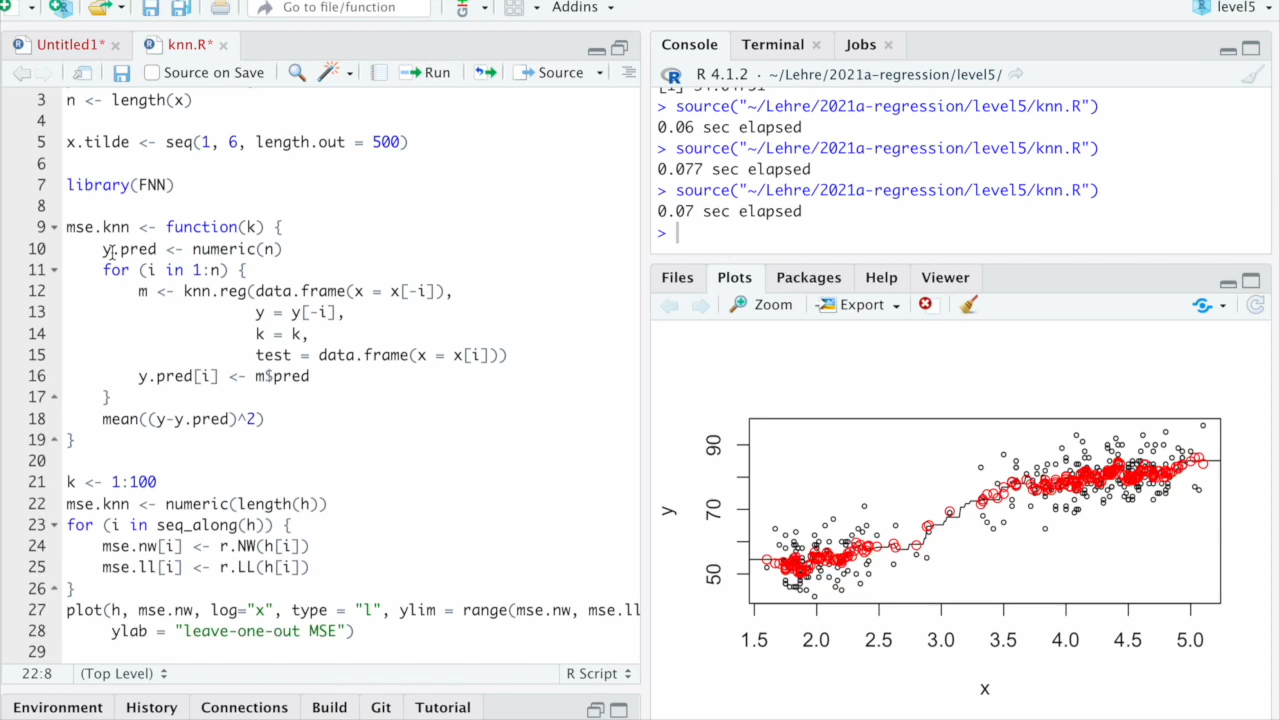 Go to file/function
Addins
level5
Untitled1*
knn.R*
Source on Save
Run
Source
3 n <- length(x)
4
5 x.tilde <- seq(1, 6, length.out = 500)
6
7 library(FNN)
8
9 mse.knn <- function(k) {
10 y.pred <- numeric(n)
11 for (i in 1:n) {
12 m <- knn.reg(data.frame(x = x[-i]),
13 y = y[-i],
14 k = k,
15 test = data.frame(x = x[i]))
16 y.pred[i] <- m$pred
17 }
18 mean((y-y.pred)^2)
19 }
20
21 k <- 1:100
22 mse.knn <- numeric(length(h))
23 for (i in seq_along(h)) {
24 mse.nw[i] <- r.NW(h[i])
25 mse.ll[i] <- r.LL(h[i])
26 }
27 plot(h, mse.nw, log="x", type = "l", ylim = range(mse.nw, mse.ll
28 ylab = "leave-one-out MSE")
29
22:8 (Top Level) R Script
Environment History Connections Build Git Tutorial
Console Terminal Jobs
R 4.1.2 · ~/Lehre/2021a-regression/level5/
> source("~/Lehre/2021a-regression/level5/knn.R")
0.06 sec elapsed
> source("~/Lehre/2021a-regression/level5/knn.R")
0.077 sec elapsed
> source("~/Lehre/2021a-regression/level5/knn.R")
0.07 sec elapsed
>
Files Plots Packages Help Viewer
Zoom Export
90
70
50
y
1.5 2.0 2.5 3.0 3.5 4.0 4.5 5.0
x